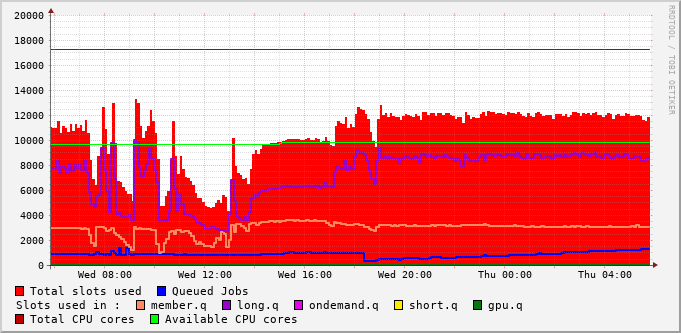 RRDTOOL / TOBI OETIKER
20000
18000
16000
14000
12000
10000
8000
6000
4000
2000
0
Wed 08:00 Wed 12:00 Wed 16:00 Wed 20:00 Thu 00:00 Thu 04:00
Total slots used Queued Jobs
Slots used in : member.q long.q ondemand.q short.q gpu.q
Total CPU cores Available CPU cores